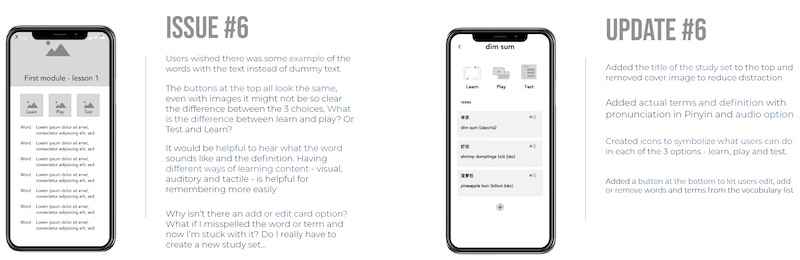 First module - lesson 1
Learn
Play
Test
Word
Lorem ipsum dolor sit amet,
consectetur adipiscing elit, sed
Word
Lorem ipsum dolor sit amet,
consectetur adipiscing elit, sed
Word
Lorem ipsum dolor sit amet,
consectetur adipiscing elit, sed
Word
Lorem ipsum dolor sit amet,
consectetur adipiscing elit, sed
Word
Lorem ipsum dolor sit amet,
consectetur adipiscing elit, sed
Word
Lorem ipsum dolor sit amet,
consectetur adipiscing elit, sed
Word
Lorem ipsum dolor sit amet,
consectetur adipiscing elit, sed
ISSUE #6
Users wished there was some example of the
words with the text instead of dummy text.
The buttons at the top all look the same,
even with images it might not be so clear
the difference between the 3 choices. What
is the difference between learn and play? Or
Test and Learn?
It would be helpful to hear what the word
sounds like and the definition. Having
different ways of learning content - visual,
auditory and tactile - is helpful for
remembering more easily
Why isn't there an add or edit card option?
What if I misspelled the word or term and
now I'm stuck with it? Do I really have to
create a new study set...
dim sum
Learn
Play
Test
TERMS
dim sum
shrimp dumplings (xiā jiǎo)
菠萝包
pineapple bun (bōluó bāo)
UPDATE #6
Added the title of the study set to the top and
removed cover image to reduce distraction
Added actual terms and definition with
pronunciation in Pinyin and audio option
Created icons to symbolize what users can do
in each of the 3 options - learn, play and test.
Added a button at the bottom to let users edit, add
or remove words and terms from the vocabulary list